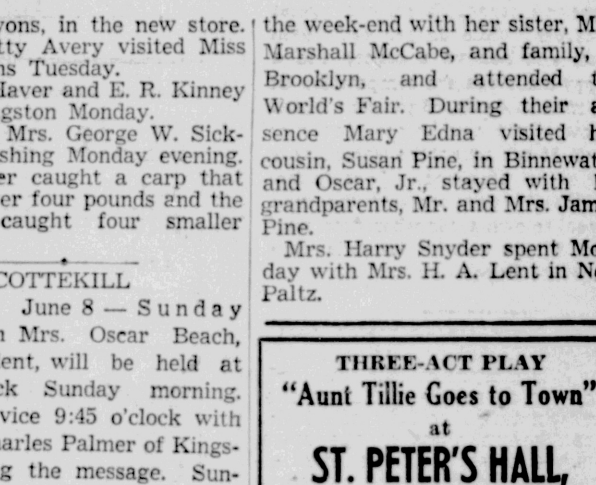 yons, in the new store.
tty Avery visited Miss
ns Tuesday.
Haver and E. R. Kinney
gston Monday.
Mrs. George W. Sick-
shing Monday evening.
er caught a carp that
er four pounds and the
caught four smaller
COTTEKILL
June 8 — Sunday
Mrs. Oscar Beach,
ent, will be held at
ck Sunday morning.
vice 9:45 o'clock with
arles Palmer of Kings-
g the message. Sun-
the week-end with her sister, M
Marshall McCabe, and family,
Brooklyn, and attended t
World's Fair. During their a
sence Mary Edna visited h
cousin, Susan Pine, in Binnewat
and Oscar, Jr., stayed with
grandparents, Mr. and Mrs. Jam
Pine.
Mrs. Harry Snyder spent Mo
day with Mrs. H. A. Lent in Ne
Paltz.
THREE-ACT PLAY
"Aunt Tillie Goes to Town"
at
ST. PETER'S HALL,